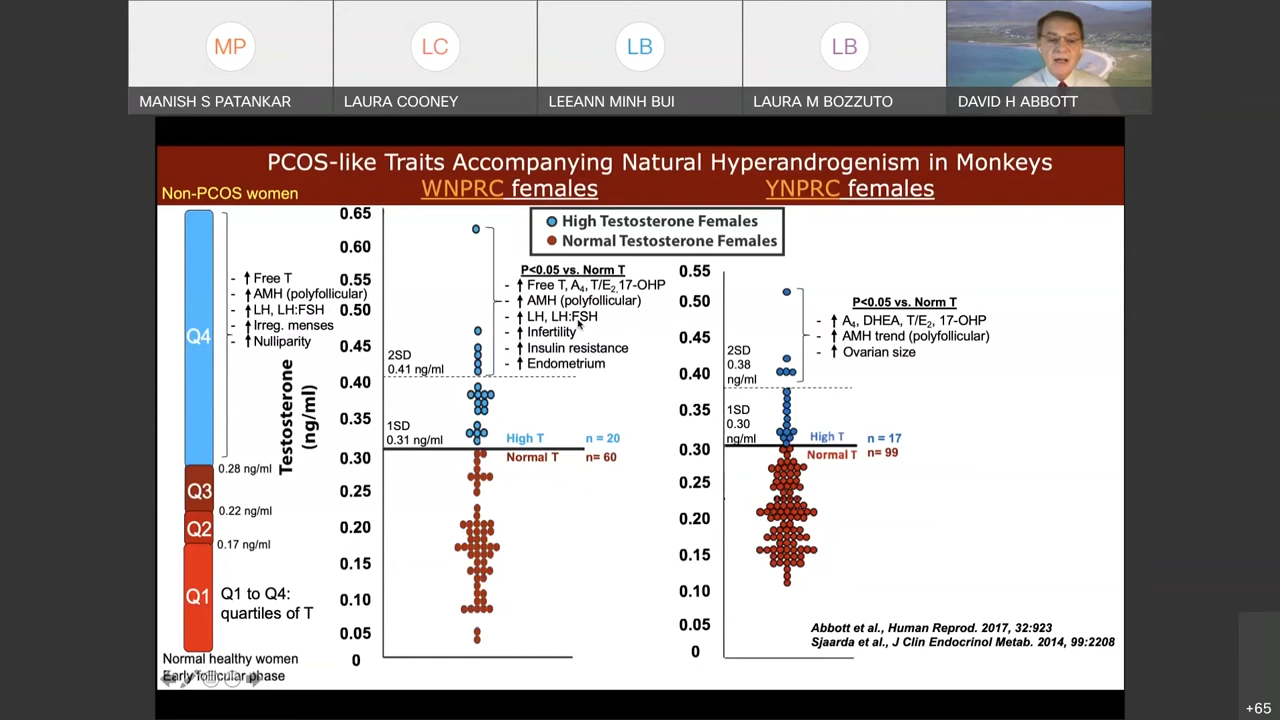 MP
LC
LB
LB
MANISH S PATANKAR
LAURA COONEY
LEEANN MINH BUI
LAURA M BOZZUTO
DAVID H ABBOTT
PCOS-like Traits Accompanying Natural Hyperandrogenism in Monkeys
Non-PCOS women
WNPRC females
YNPRC females
High Testosterone Females
Normal Testosterone Females
Q4
Q3
Q2
Q1
- ↑ Free T
- ↑ AMH (polyfollicular)
- ↑ LH, LH:FSH
- ↑ Irreg. menses
- ↑ Nulliparity
0.28 ng/ml
0.22 ng/ml
0.17 ng/ml
Q1 to Q4:
quartiles of T
Normal healthy women
Early follicular phase
Testosterone
(ng/ml)
0.65
0.60
0.55
0.50
0.45
0.40
0.35
0.30
0.25
0.20
0.15
0.10
0.05
0
2SD
0.41 ng/ml
1SD
0.31 ng/ml
P<0.05 vs. Norm T
- ↑ Free T, A4, T/E2, 17-OHP
- ↑ AMH (polyfollicular)
- ↑ LH, LH:FSH
- ↑ Infertility
- ↑ Insulin resistance
- ↑ Endometrium
High T n = 20
Normal T n= 60
0.55
0.50
0.45
0.40
0.35
0.30
0.25
0.20
0.15
0.10
0.05
0
2SD
0.38
ng/ml
1SD
0.30
ng/ml
P<0.05 vs. Norm T
- ↑ A4, DHEA, T/E2, 17-OHP
- ↑ AMH trend (polyfollicular)
- ↑ Ovarian size
High T n = 17
Normal T n= 99
Abbott et al., Human Reprod. 2017, 32:923
Sjaarda et al., J Clin Endocrinol Metab. 2014, 99:2208
+65